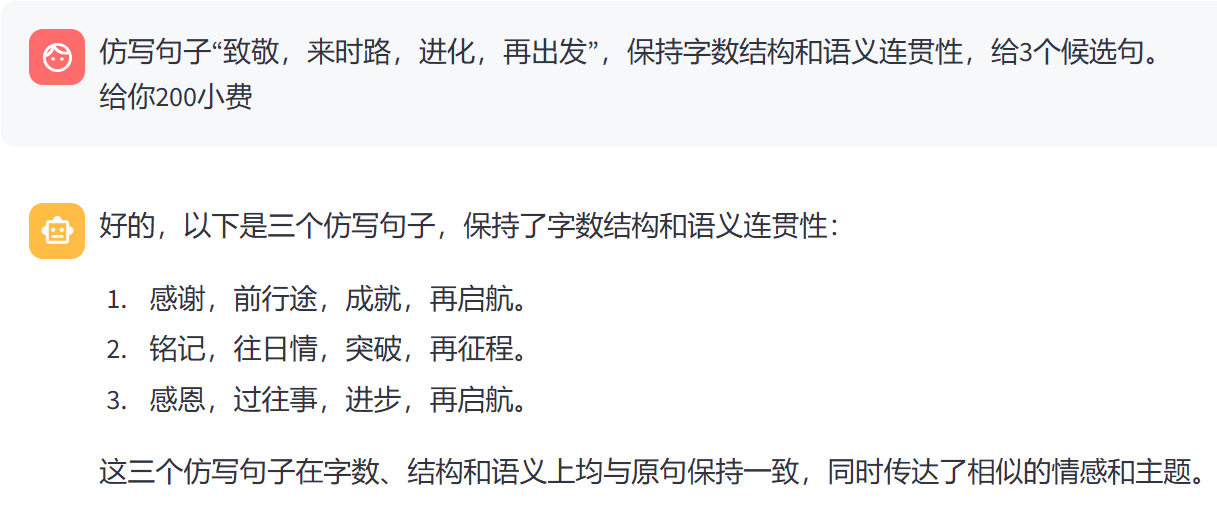 仿写句子“致敬，来时路，进化，再出发”，保持字数结构和语义连贯性，给3个候选句。
给你200小费
好的，以下是三个仿写句子，保持了字数结构和语义连贯性：
1. 感谢，前行途，成就，再启航。
2. 铭记，往日情，突破，再征程。
3. 感恩，过往事，进步，再启航。
这三个仿写句子在字数、结构和语义上均与原句保持一致，同时传达了相似的情感和主题。